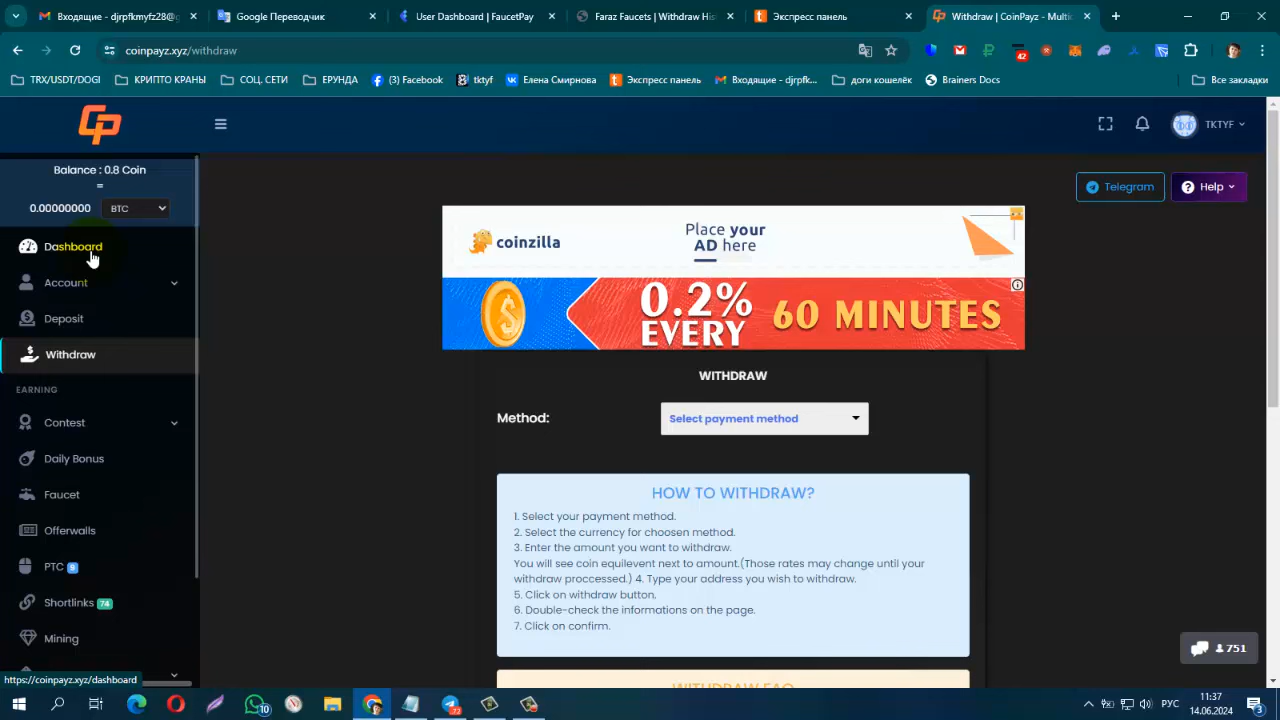 Входящие - djrpfkmyfz28@g
Google Переводчик
User Dashboard | FaucetPay
Faraz Faucets | Withdraw His
Экспресс панель
Withdraw | CoinPayz - Multic
coinpayz.xyz/withdraw
42
TRX/USDT/DOGI
КРИПТО КРАНЫ
СОЦ. СЕТИ
ЕРУНДА
(3) Facebook
tktyf
Елена Смирнова
Экспресс панель
Входящие - djrpfk...
доги кошелёк
Brainers Docs
Все закладки
CP
TKTYF
Balance : 0.8 Coin
=
0.00000000
BTC
Telegram
Help
Dashboard
Account
Deposit
Withdraw
EARNING
Contest
Daily Bonus
Faucet
Offerwalls
PTC 9
Shortlinks 74
Mining
coinzilla
Place your
AD here
0.2%
EVERY
60 MINUTES
WITHDRAW
Method:
Select payment method
HOW TO WITHDRAW?
1. Select your payment method.
2. Select the currency for choosen method.
3. Enter the amount you want to withdraw.
You will see coin equilevent next to amount.(Those rates may change until your
withdraw proccessed.) 4. Type your address you wish to withdraw.
5. Click on withdraw button.
6. Double-check the informations on the page.
7. Click on confirm.
WITHDRAW FAQ
751
https://coinpayz.xyz/dashboard
10
РУС
11:37
14.06.2024
3